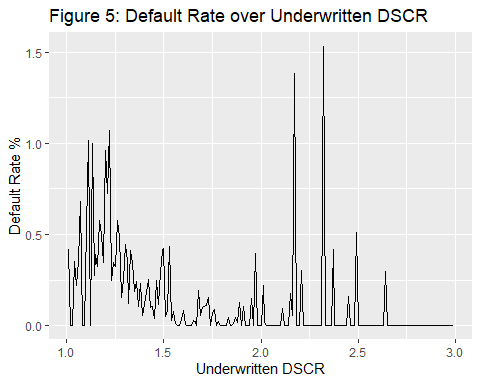 Figure 5: Default Rate over Underwritten DSCR
Default Rate %
1.5
1.0
0.5
0.0
1.0 1.5 2.0 2.5 3.0
Underwritten DSCR